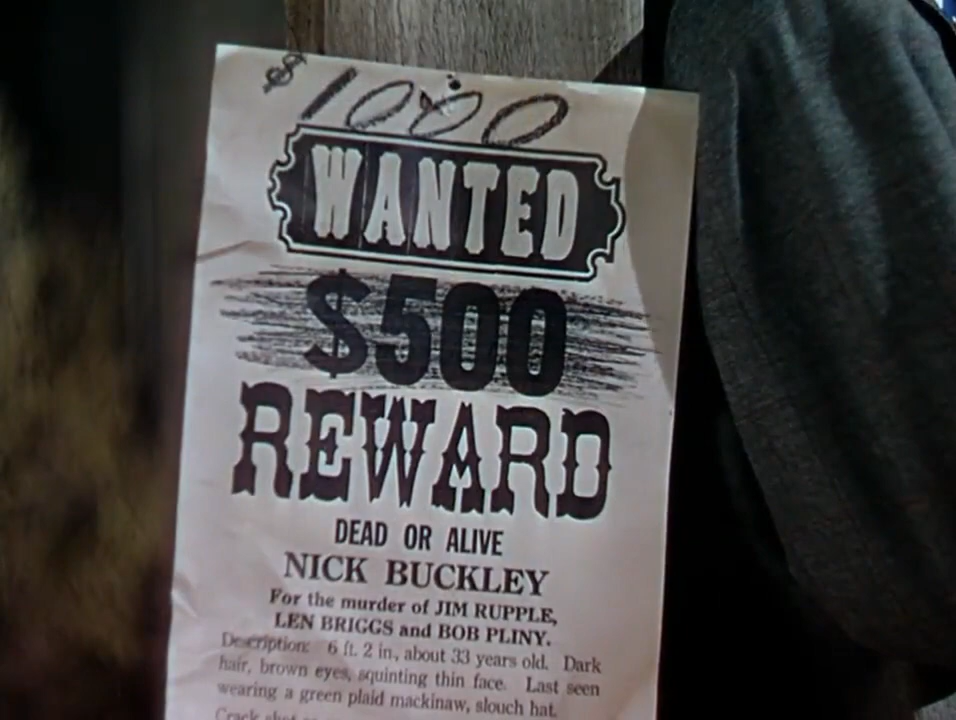 $1000
WANTED
$500
REWARD
DEAD OR ALIVE
NICK BUCKLEY
For the murder of JIM RUPPLE,
LEN BRIGGS and BOB PLINY.
Description: 6 ft. 2 in., about 33 years old. Dark
hair, brown eyes, squinting thin face. Last seen
wearing a green plaid mackinaw, slouch hat.
Crack shot